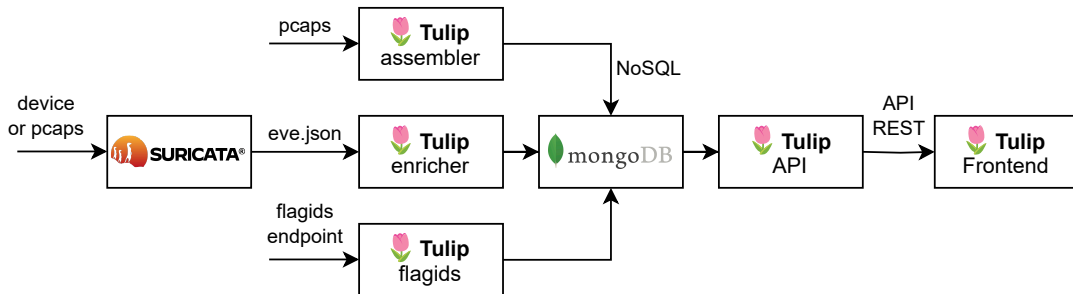 pcaps
Tulip
assembler
NoSQL
device
or pcaps
SURICATA®
eve.json
Tulip
enricher
mongoDB
Tulip
API
API
REST
Tulip
Frontend
flagids
endpoint
Tulip
flagids